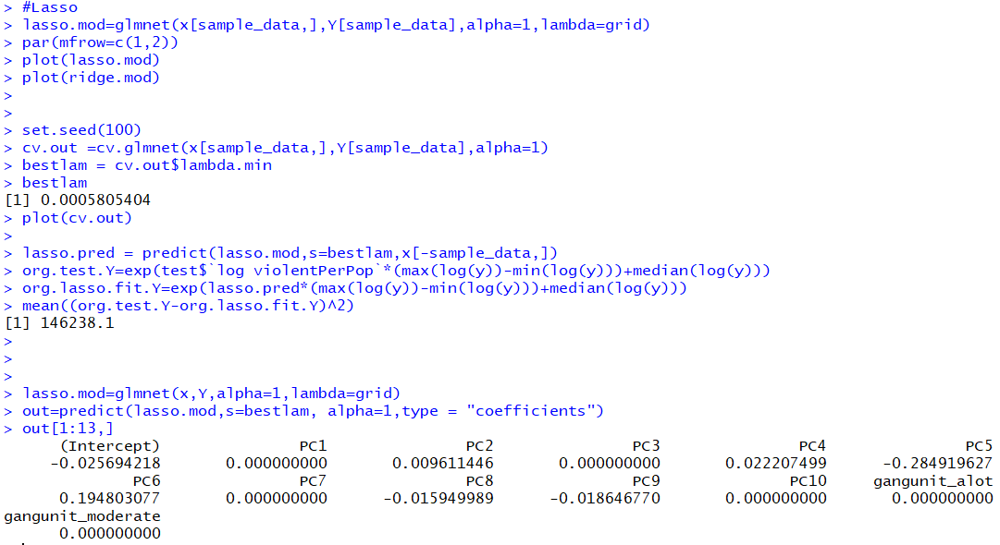 > #Lasso
> lasso.mod=glmnet(x[sample_data,],Y[sample_data],alpha=1,lambda=grid)
> par(mfrow=c(1,2))
> plot(lasso.mod)
> plot(ridge.mod)
>
>
> set.seed(100)
> cv.out =cv.glmnet(x[sample_data,],Y[sample_data],alpha=1)
> bestlam = cv.out$lambda.min
> bestlam
[1] 0.0005805404
> plot(cv.out)
>
> lasso.pred = predict(lasso.mod,s=bestlam,x[-sample_data,])
> org.test.Y=exp(test$`log violentPerPop`*(max(log(y))-min(log(y)))+median(log(y)))
> org.lasso.fit.Y=exp(lasso.pred*(max(log(y))-min(log(y)))+median(log(y)))
> mean((org.test.Y-org.lasso.fit.Y)^2)
[1] 146238.1
>
>
>
> lasso.mod=glmnet(x,Y,alpha=1,lambda=grid)
> out=predict(lasso.mod,s=bestlam, alpha=1,type = "coefficients")
> out[1:13,]
(Intercept) PC1 PC2 PC3 PC4 PC5
-0.025694218 0.000000000 0.009611446 0.000000000 0.022207499 -0.284919627
PC6 PC7 PC8 PC9 PC10 gangunit_alot
0.194803077 0.000000000 -0.015949989 -0.018646770 0.000000000 0.000000000
gangunit_moderate
0.000000000